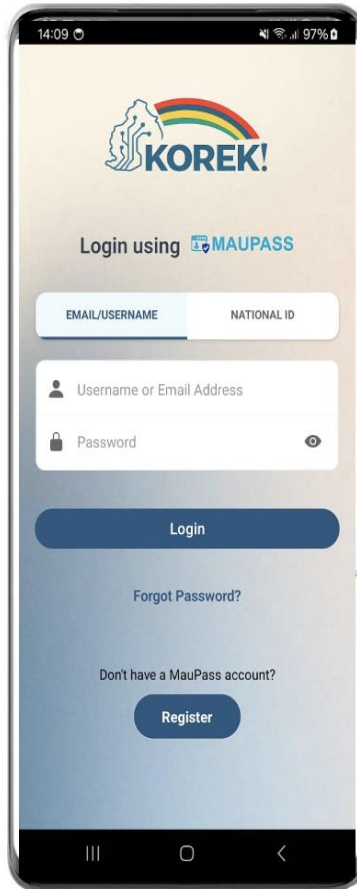 14:09 97%
KOREK!
Login using MAUPASS
EMAIL/USERNAME NATIONAL ID
Username or Email Address
Password
Login
Forgot Password?
Don't have a MauPass account?
Register